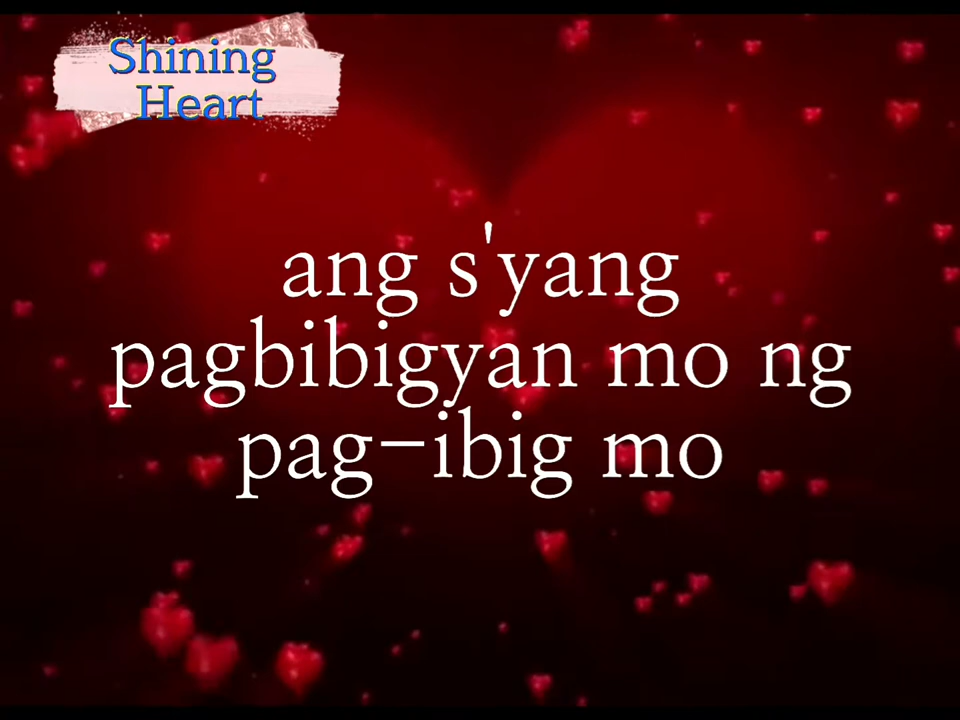 Shining
Heart
ang s'yang
pagbibigyan mo ng
pag-ibig mo